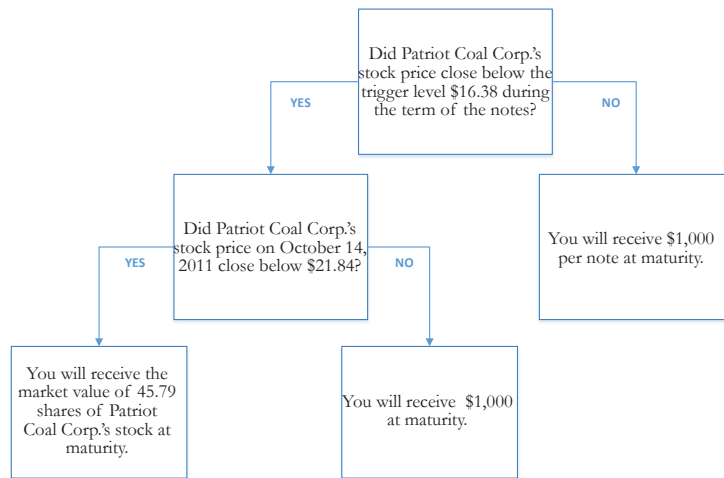 Did Patriot Coal Corp.'s
stock price close below the
trigger level $16.38 during
the term of the notes?
YES
NO
Did Patriot Coal Corp.'s
stock price on October 14,
2011 close below $21.84?
You will receive $1,000
per note at maturity.
YES
NO
You will receive the
market value of 45.79
shares of Patriot
Coal Corp.'s stock at
maturity.
You will receive $1,000
at maturity.